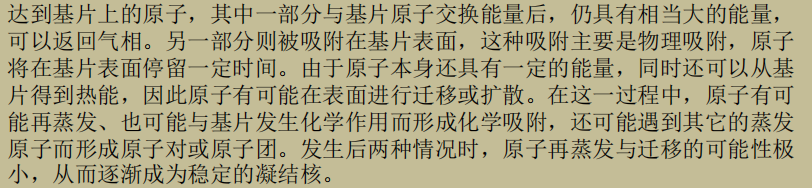 达到基片上的原子，其中一部分与基片原子交换能量后，仍具有相当大的能量，
可以返回气相。另一部分则被吸附在基片表面，这种吸附主要是物理吸附，原子
将在基片表面停留一定时间。由于原子本身还具有一定的能量，同时还可以从基
片得到热能，因此原子有可能在表面进行迁移或扩散。在这一过程中，原子有可
能再蒸发、也可能与基片发生化学作用而形成化学吸附，还可能遇到其它的蒸发
原子而形成原子对或原子团。发生后两种情况时，原子再蒸发与迁移的可能性极
小，从而逐渐成为稳定的凝结核。